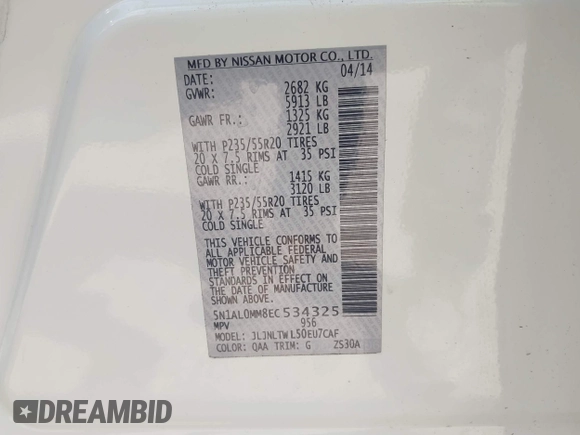 MFD BY NISSAN MOTOR CO., LTD.
DATE: 04/14
GVWR: 2682 KG
5913 LB
GAWR FR.: 1325 KG
2921 LB
WITH P235/55R20 TIRES
20 X 7.5 RIMS AT 35 PSI
COLD SINGLE
GAWR RR.: 1415 KG
3120 LB
WITH P235/55R20 TIRES
20 X 7.5 RIMS AT 35 PSI
COLD SINGLE
THIS VEHICLE CONFORMS TO
ALL APPLICABLE FEDERAL
MOTOR VEHICLE SAFETY AND
THEFT PREVENTION
STANDARDS IN EFFECT ON
THE DATE OF MANUFACTURE
SHOWN ABOVE.
5N1AL0MM8EC534325
MPV 956
MODEL: JLJNLTWL50EU7CAF
COLOR: QAA TRIM: G ZS30A
DREAMBID